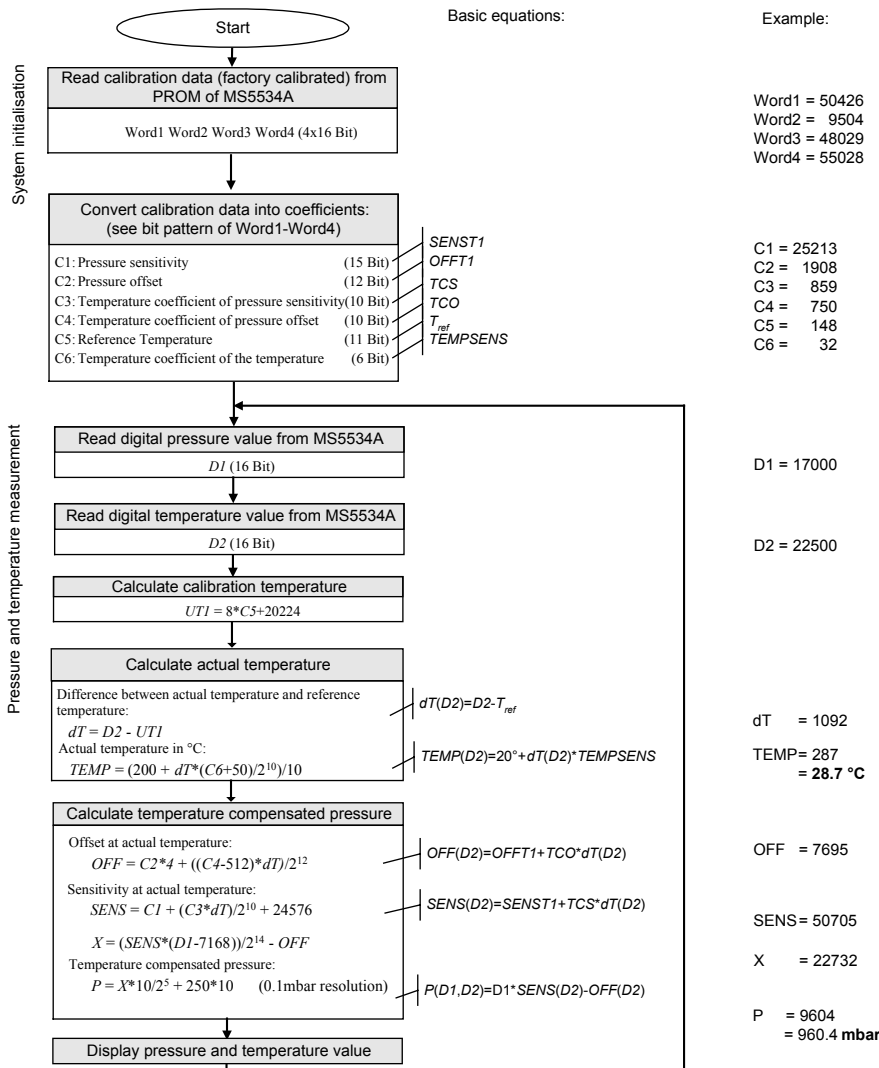 Basic equations:
Example:
Start
System initialisation
Read calibration data (factory calibrated) from
PROM of MS5534A
Word1 Word2 Word3 Word4 (4x16 Bit)
Word1 = 50426
Word2 = 9504
Word3 = 48029
Word4 = 55028
Convert calibration data into coefficients:
(see bit pattern of Word1-Word4)
C1: Pressure sensitivity (15 Bit) SENST1
C2: Pressure offset (12 Bit) OFFT1
C3: Temperature coefficient of pressure sensitivity(10 Bit) TCS
C4: Temperature coefficient of pressure offset (10 Bit) TCO
C5: Reference Temperature (11 Bit) Tref
C6: Temperature coefficient of the temperature (6 Bit) TEMPSENS
C1 = 25213
C2 = 1908
C3 = 859
C4 = 750
C5 = 148
C6 = 32
Pressure and temperature measurement
Read digital pressure value from MS5534A
D1 (16 Bit)
D1 = 17000
Read digital temperature value from MS5534A
D2 (16 Bit)
D2 = 22500
Calculate calibration temperature
UT1 = 8*C5+20224
Calculate actual temperature
Difference between actual temperature and reference
temperature:
dT(D2)=D2-Tref
dT = D2 - UT1
dT = 1092
Actual temperature in °C:
TEMP = (200 + dT*(C6+50)/2¹⁰)/10
TEMP(D2)=20°+dT(D2)*TEMPSENS
TEMP= 287
= 28.7 °C
Calculate temperature compensated pressure
Offset at actual temperature:
OFF = C2*4 + ((C4-512)*dT)/2¹²
OFF(D2)=OFFT1+TCO*dT(D2)
OFF = 7695
Sensitivity at actual temperature:
SENS = C1 + (C3*dT)/2¹⁰ + 24576
SENS(D2)=SENST1+TCS*dT(D2)
SENS= 50705
X = (SENS*(D1-7168))/2¹⁴ - OFF
X = 22732
Temperature compensated pressure:
P = X*10/2⁵ + 250*10 (0.1mbar resolution)
P(D1,D2)=D1*SENS(D2)-OFF(D2)
P = 9604
= 960.4 mbar
Display pressure and temperature value